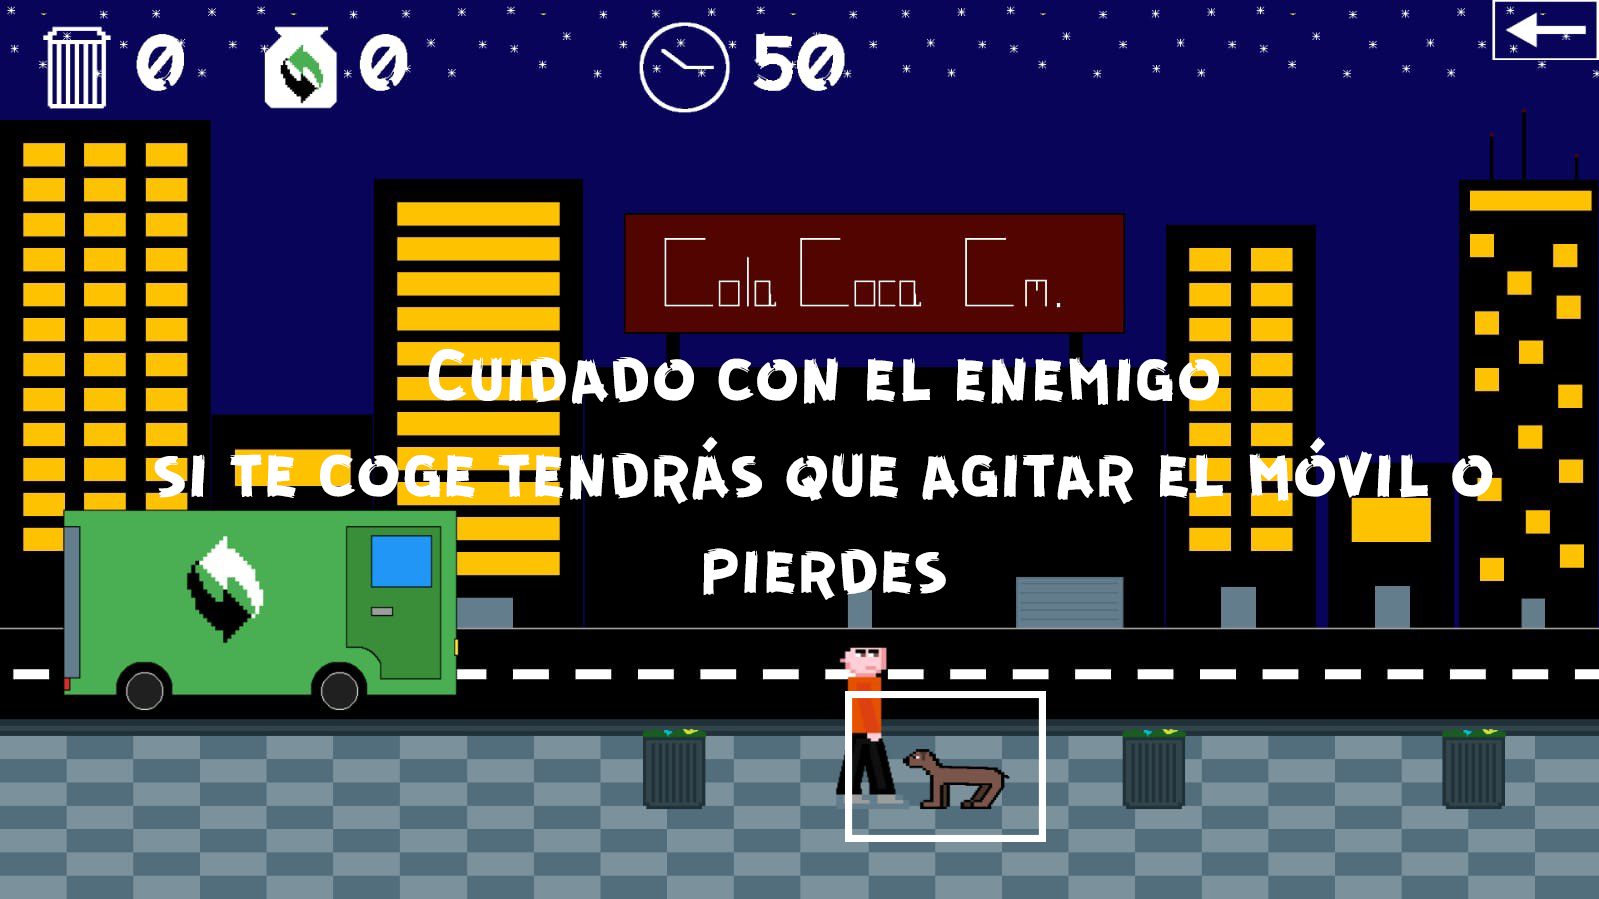 0 0 50
Cola Coca Cm.
Cuidado con el enemigo
si te coge tendrás que agitar el móvil o
pierdes